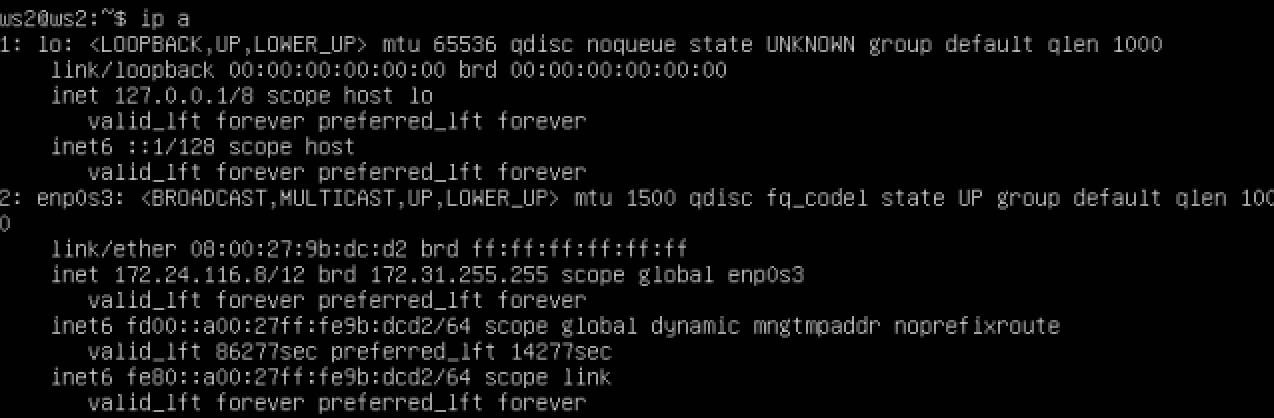 ws2@ws2:~$ ip a
1: lo: <LOOPBACK,UP,LOWER_UP> mtu 65536 qdisc noqueue state UNKNOWN group default qlen 1000
    link/loopback 00:00:00:00:00:00 brd 00:00:00:00:00:00
    inet 127.0.0.1/8 scope host lo
       valid_lft forever preferred_lft forever
    inet6 ::1/128 scope host
       valid_lft forever preferred_lft forever
2: enp0s3: <BROADCAST,MULTICAST,UP,LOWER_UP> mtu 1500 qdisc fq_codel state UP group default qlen 100
0
    link/ether 08:00:27:9b:dc:d2 brd ff:ff:ff:ff:ff:ff
    inet 172.24.116.8/12 brd 172.31.255.255 scope global enp0s3
       valid_lft forever preferred_lft forever
    inet6 fd00::a00:27ff:fe9b:dcd2/64 scope global dynamic mngtmpaddr noprefixroute
       valid_lft 86277sec preferred_lft 14277sec
    inet6 fe80::a00:27ff:fe9b:dcd2/64 scope link
       valid_lft forever preferred_lft forever